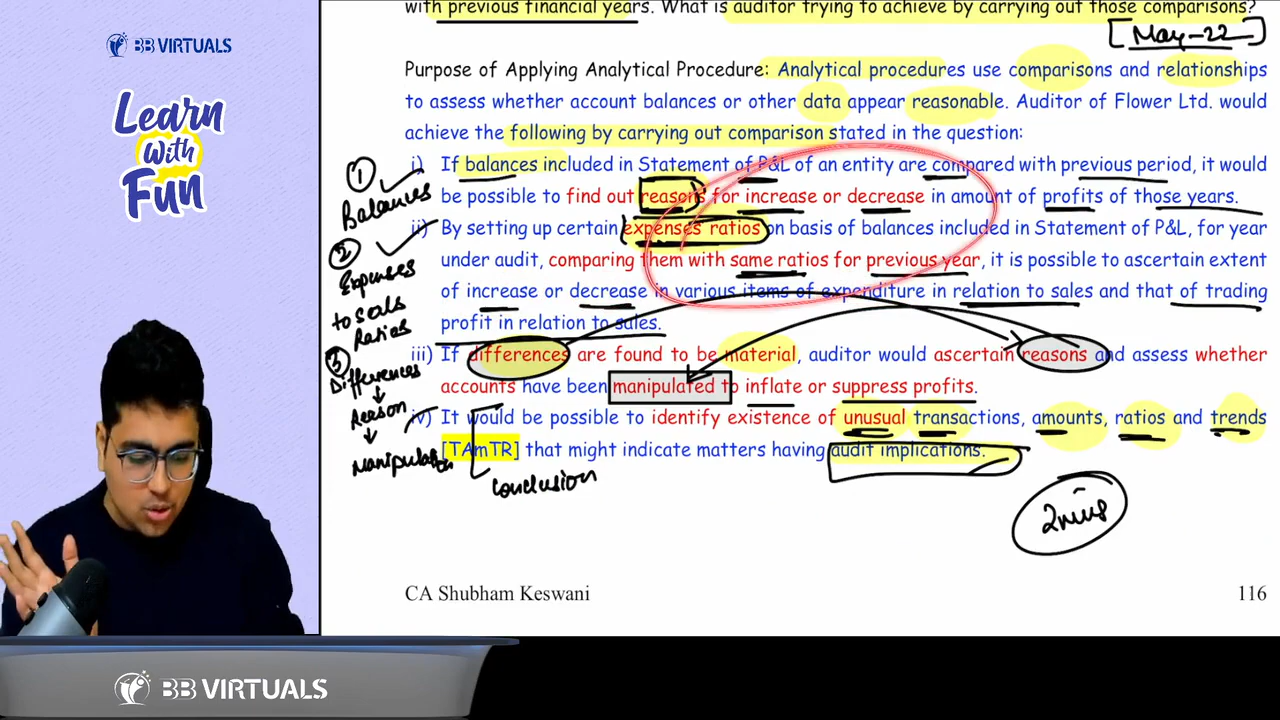 with previous financial years. What is auditor trying to achieve by carrying out those comparisons?
[May-22]
BB VIRTUALS
Learn
With
Fun
Purpose of Applying Analytical Procedure: Analytical procedures use comparisons and relationships
to assess whether account balances or other data appear reasonable. Auditor of Flower Ltd. would
achieve the following by carrying out comparison stated in the question:
i) If balances included in Statement of P&L of an entity are compared with previous period, it would
be possible to find out reasons for increase or decrease in amount of profits of those years.
ii) By setting up certain expenses ratios on basis of balances included in Statement of P&L, for year
under audit, comparing them with same ratios for previous year, it is possible to ascertain extent
of increase or decrease in various items of expenditure in relation to sales and that of trading
profit in relation to sales.
iii) If differences are found to be material, auditor would ascertain reasons and assess whether
accounts have been manipulated to inflate or suppress profits.
iv) It would be possible to identify existence of unusual transactions, amounts, ratios and trends
[TAmTR] that might indicate matters having audit implications.
①
Balances
②
Expenses
to
Ratios
③
Differences
Reason
Manipulation
Conclusion
CA Shubham Keswani
116
BB VIRTUALS